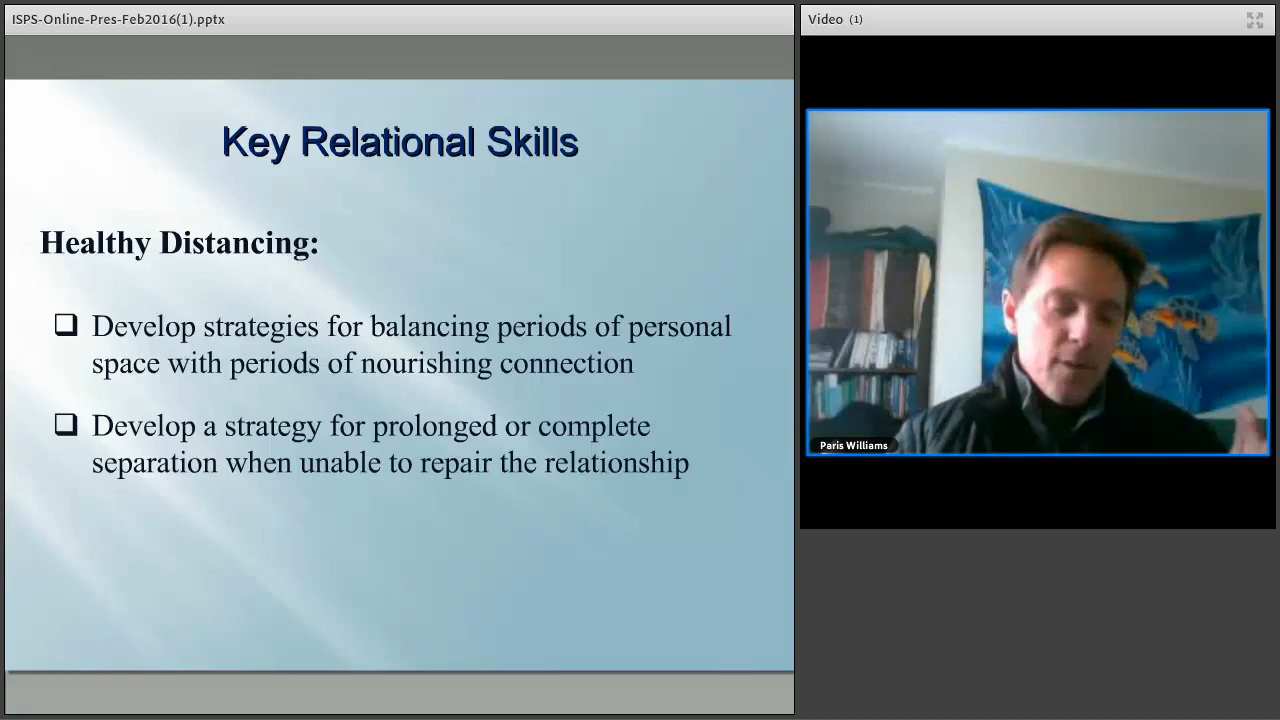 ISPS-Online-Pres-Feb2016(1).pptx
Video (1)
Key Relational Skills
Healthy Distancing:
Develop strategies for balancing periods of personal
space with periods of nourishing connection
Develop a strategy for prolonged or complete
separation when unable to repair the relationship
Paris Williams